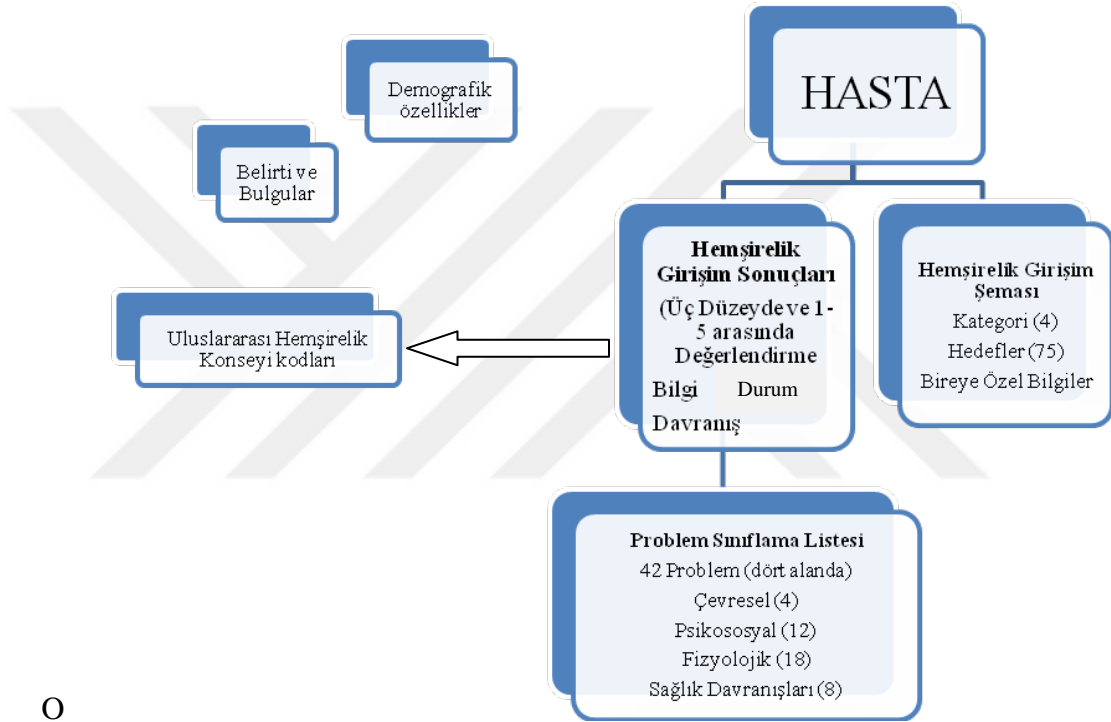 HASTA
Demografik
özellikler
Belirti ve
Bulgular
Uluslararası Hemşirelik
Konseyi kodları
Hemşirelik
Girişim Sonuçları
(Üç Düzeyde ve 1-
5 arasında
Değerlendirme
Bilgi Durum
Davranış
Hemşirelik Girişim
Şeması
Kategori (4)
Hedefler (75)
Bireye Özel Bilgiler
Problem Sınıflama Listesi
42 Problem (dört alanda)
Çevresel (4)
Psikososyal (12)
Fizyolojik (18)
Sağlık Davranışları (8)
O